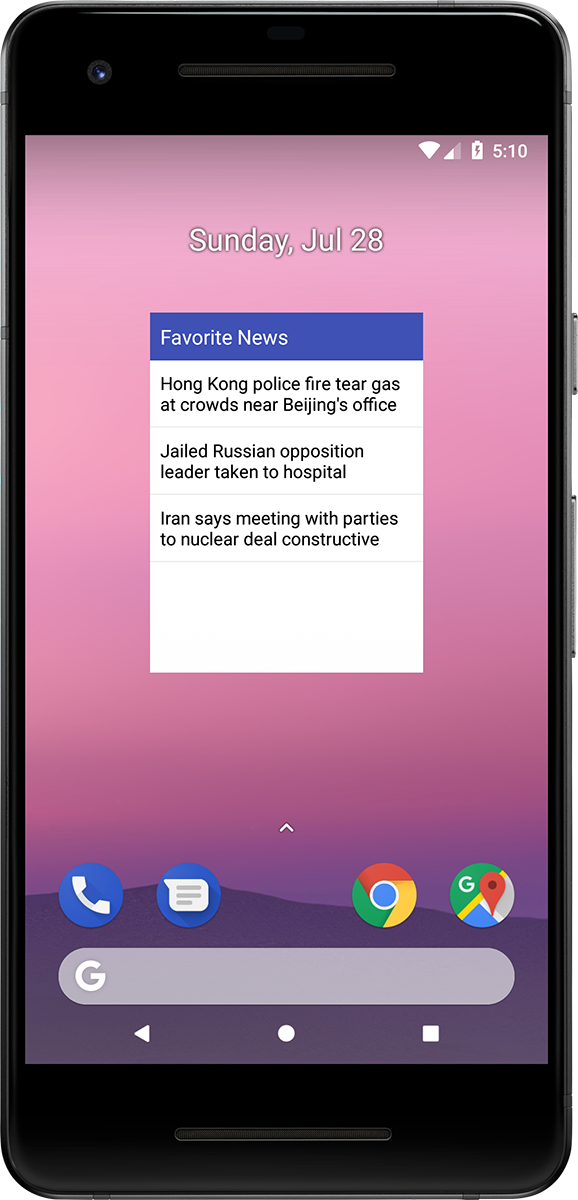 5:10
Sunday, Jul 28
Favorite News
Hong Kong police fire tear gas
at crowds near Beijing's office
Jailed Russian opposition
leader taken to hospital
Iran says meeting with parties
to nuclear deal constructive
G
G